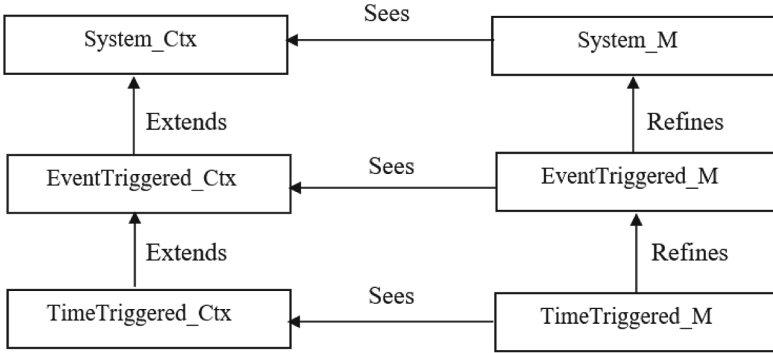 Sees
System_Ctx
System_M
Extends
Refines
Sees
EventTriggered_Ctx
EventTriggered_M
Extends
Refines
Sees
TimeTriggered_Ctx
TimeTriggered_M